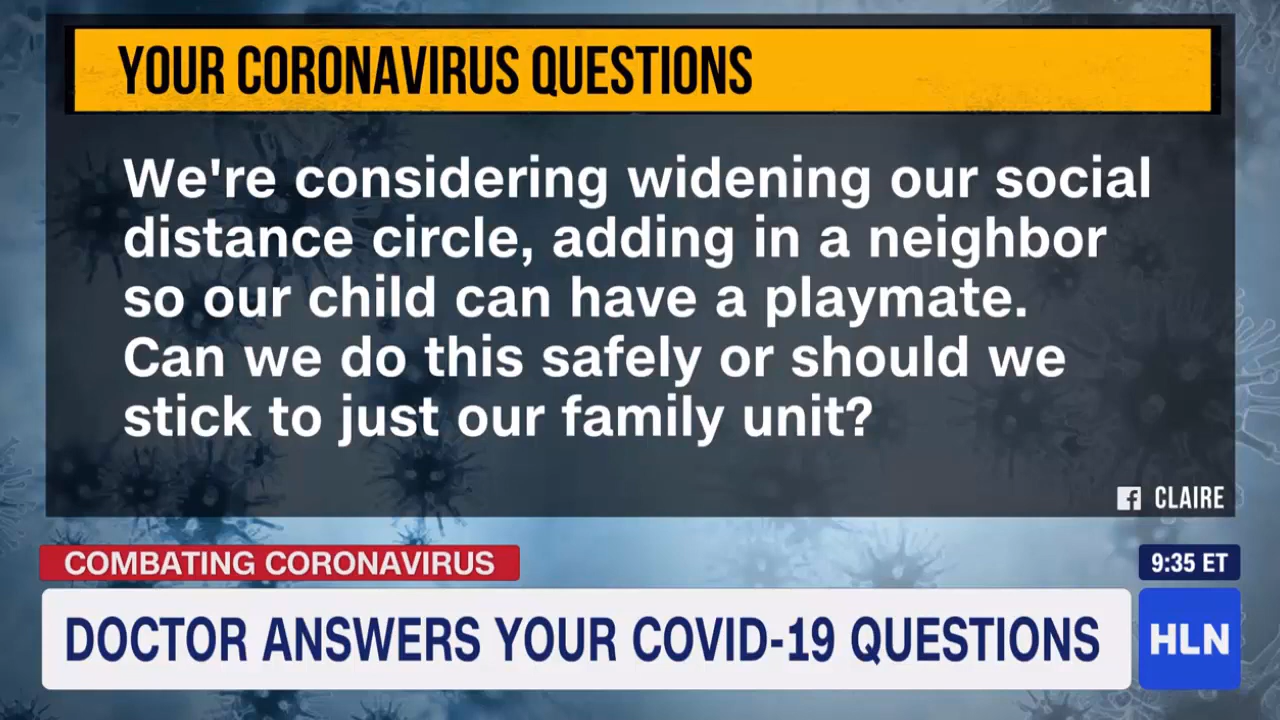 YOUR CORONAVIRUS QUESTIONS
We're considering widening our social
distance circle, adding in a neighbor
so our child can have a playmate.
Can we do this safely or should we
stick to just our family unit?
f CLAIRE
COMBATING CORONAVIRUS
9:35 ET
DOCTOR ANSWERS YOUR COVID-19 QUESTIONS
HLN